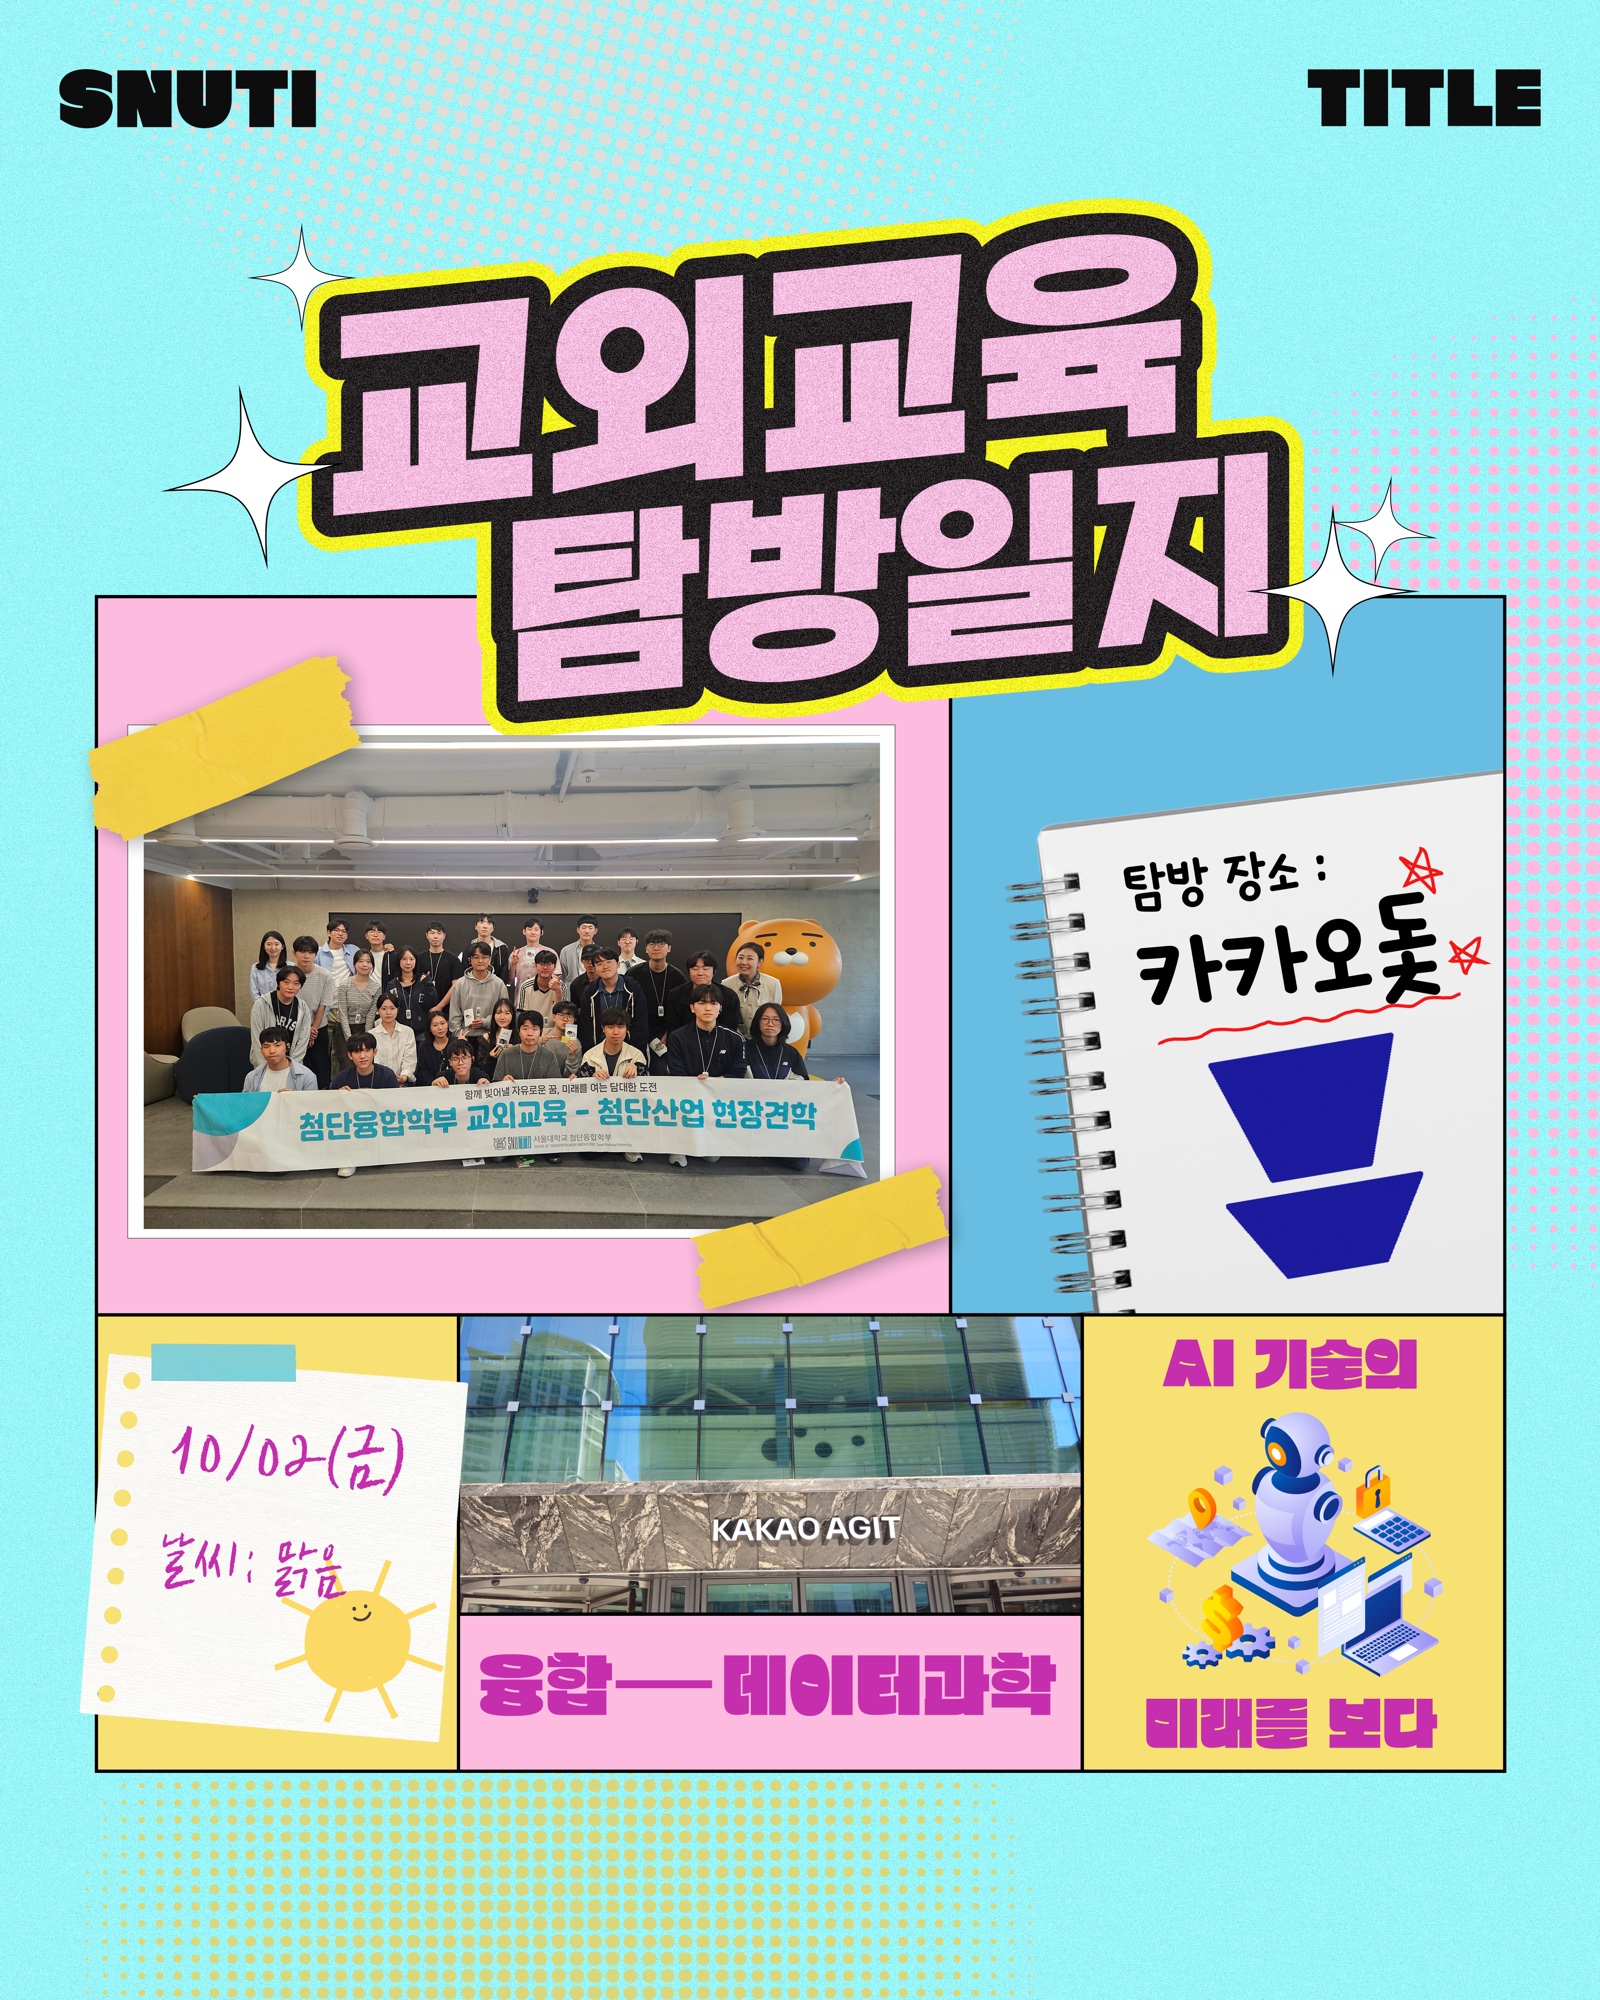 SNUTI
TITLE
교외교육
탐방일지
함께 빚어낼 자유로운 꿈, 미래를 여는 담대한 도전
첨단융합학부 교외교육 - 첨단산업 현장견학
서울대학교 첨단융합학부
탐방 장소 :
카카오돛
10/02(금)
날씨: 맑음
KAKAO AGIT
융합—데이터과학
AI 기술의
미래를 보다